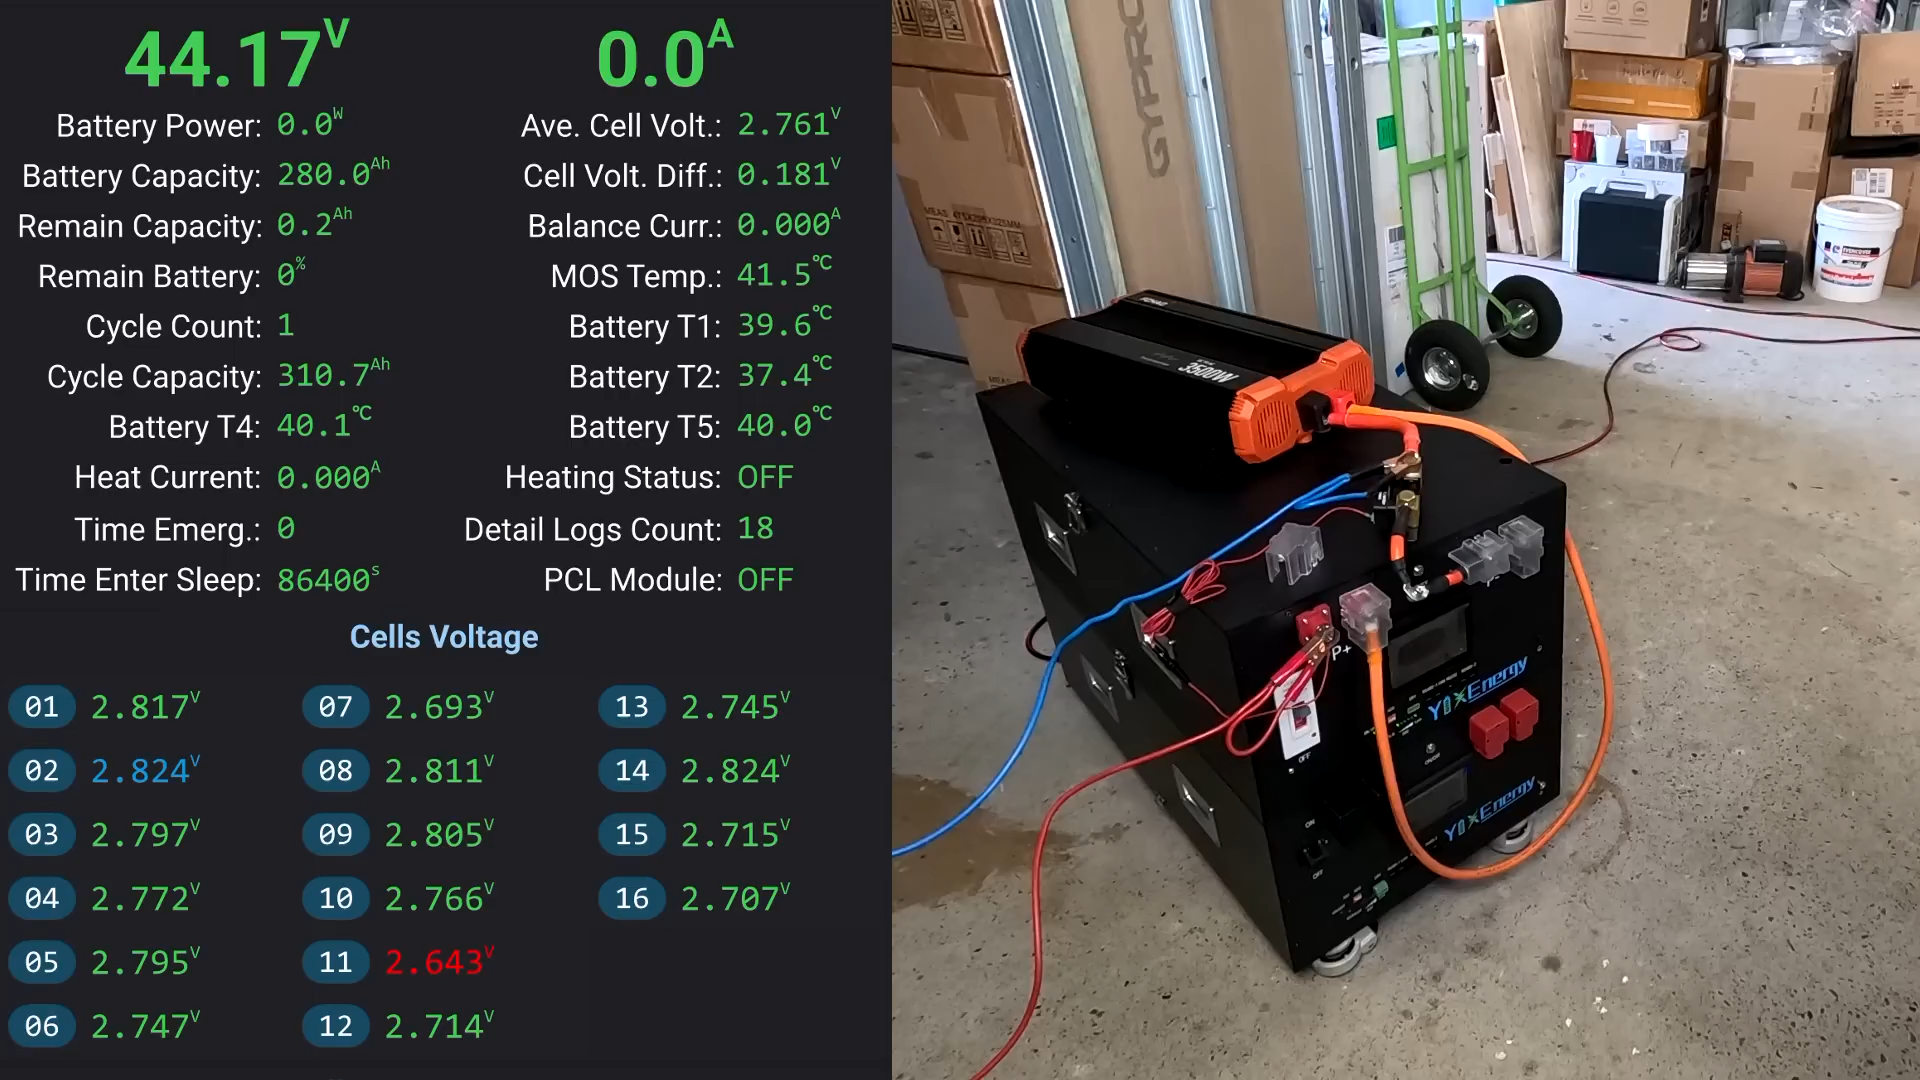 44.17V
0.0A
Battery Power: 0.0W
Ave. Cell Volt.: 2.761V
Battery Capacity: 280.0Ah
Cell Volt. Diff.: 0.181V
Remain Capacity: 0.2Ah
Balance Curr.: 0.000A
Remain Battery: 0%
MOS Temp.: 41.5℃
Cycle Count: 1
Battery T1: 39.6℃
Cycle Capacity: 310.7Ah
Battery T2: 37.4℃
Battery T4: 40.1℃
Battery T5: 40.0℃
Heat Current: 0.000A
Heating Status: OFF
Time Emerg.: 0
Detail Logs Count: 18
Time Enter Sleep: 86400s
PCL Module: OFF
Cells Voltage
01 2.817V
07 2.693V
13 2.745V
02 2.824V
08 2.811V
14 2.824V
03 2.797V
09 2.805V
15 2.715V
04 2.772V
10 2.766V
16 2.707V
05 2.795V
11 2.643V
06 2.747V
12 2.714V
GYPRO
3500W
P+
YIXEnergy
OFF
YIXEnergy
ON
OFF